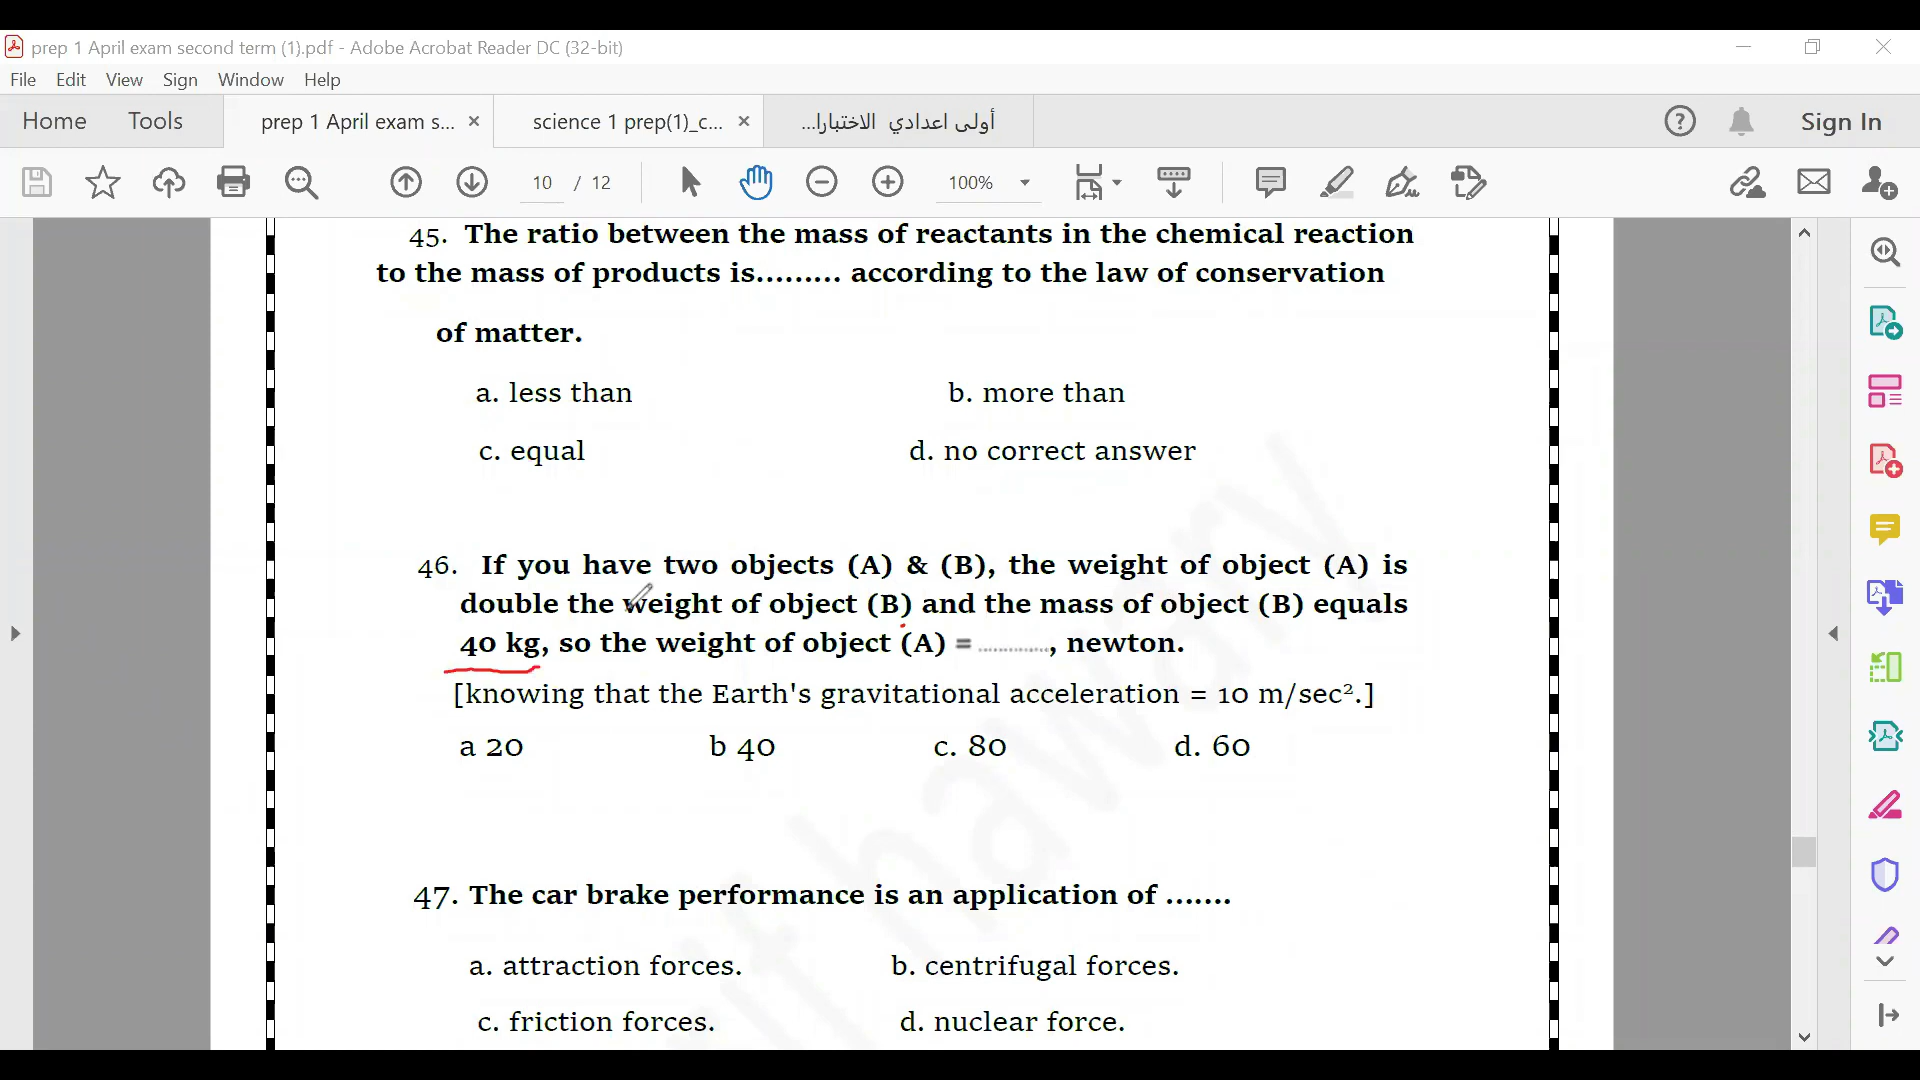 prep 1 April exam second term (1).pdf - Adobe Acrobat Reader DC (32-bit)
File Edit View Sign Window Help
Home Tools prep 1 April exam s... × science 1 prep(1)_c... × أولى اعدادي الاختبارا... Sign In
10 / 12 100%
45. The ratio between the mass of reactants in the chemical reaction
to the mass of products is......... according to the law of conservation
of matter.
a. less than b. more than
c. equal d. no correct answer
46. If you have two objects (A) & (B), the weight of object (A) is
double the weight of object (B) and the mass of object (B) equals
40 kg, so the weight of object (A) = ............., newton.
[knowing that the Earth's gravitational acceleration = 10 m/sec².]
a 20 b 40 c. 80 d. 60
47. The car brake performance is an application of .......
a. attraction forces. b. centrifugal forces.
c. friction forces. d. nuclear force.
hawary